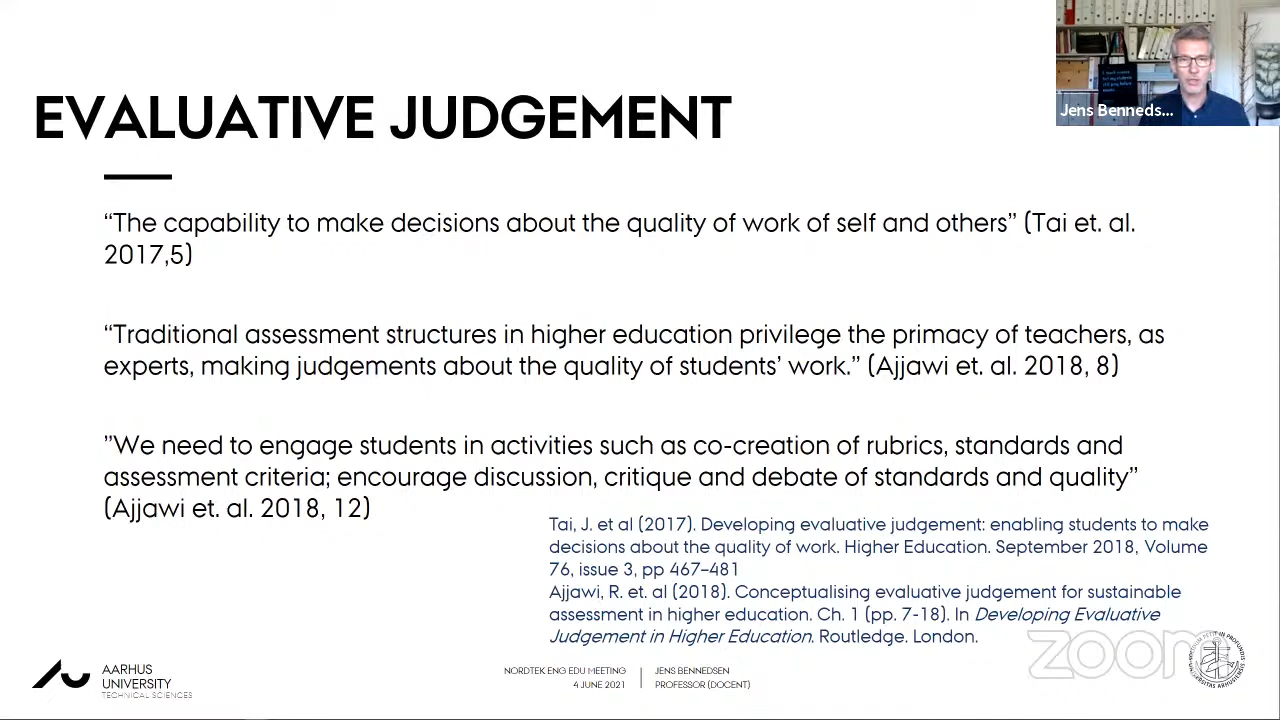 EVALUATIVE JUDGEMENT
Jens Benneds...
“The capability to make decisions about the quality of work of self and others” (Tai et. al.
2017,5)
“Traditional assessment structures in higher education privilege the primacy of teachers, as
experts, making judgements about the quality of students’ work.” (Ajjawi et. al. 2018, 8)
”We need to engage students in activities such as co-creation of rubrics, standards and
assessment criteria; encourage discussion, critique and debate of standards and quality”
(Ajjawi et. al. 2018, 12)
Tai, J. et al (2017). Developing evaluative judgement: enabling students to make
decisions about the quality of work. Higher Education. September 2018, Volume
76, issue 3, pp 467–481
Ajjawi, R. et. al (2018). Conceptualising evaluative judgement for sustainable
assessment in higher education. Ch. 1 (pp. 7-18). In Developing Evaluative
Judgement in Higher Education. Routledge. London.
zoom
AARHUS
UNIVERSITY
TECHNICAL SCIENCES
NORDTEK ENG EDU MEETING
4 JUNE 2021
JENS BENNEDSEN
PROFESSOR (DOCENT)